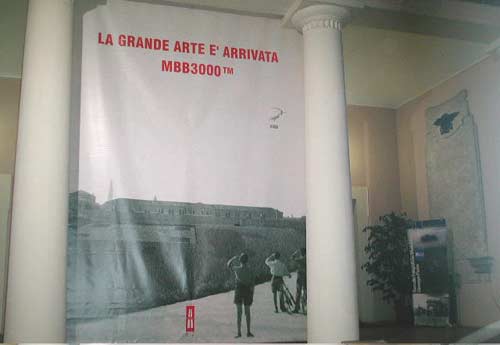 LA GRANDE ARTE E' ARRIVATA
MBB3000™